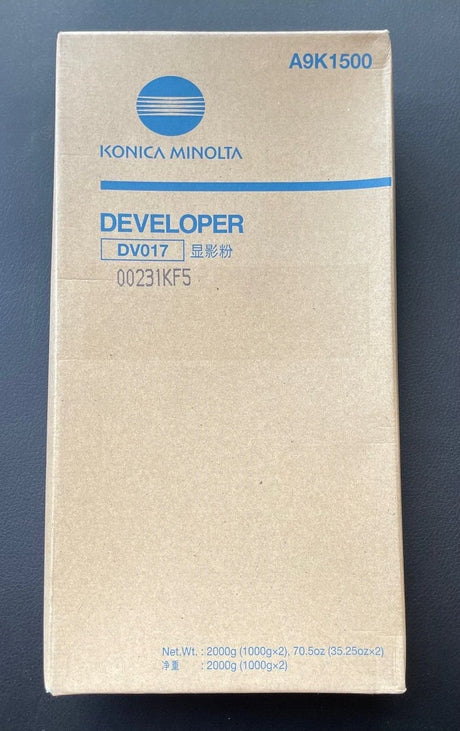 A9K1500
KONICA MINOLTA
DEVELOPER
DV017 显影粉
00231KF5
Net.Wt. : 2000g (1000g×2), 70.5oz (35.25oz×2)
净重 : 2000g (1000g×2)